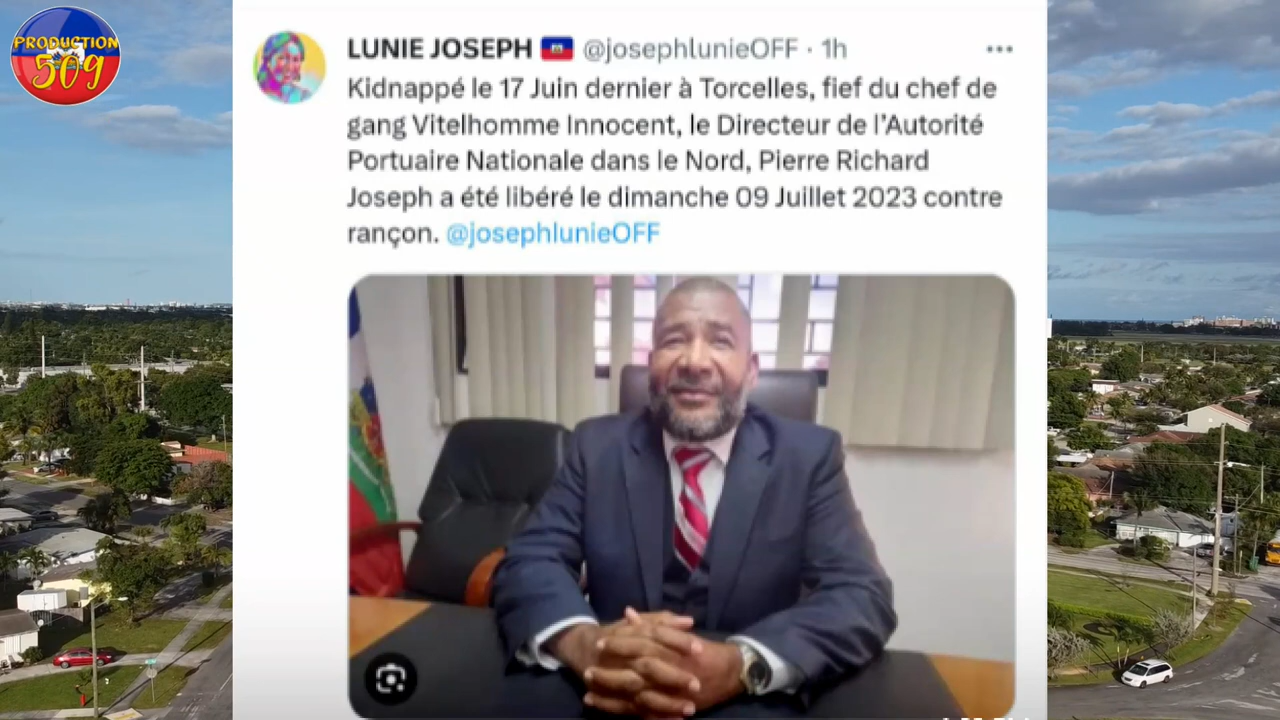 PRODUCTION
509
LUNIE JOSEPH @josephlunieOFF · 1h
Kidnappé le 17 Juin dernier à Torcelles, fief du chef de
gang Vitelhomme Innocent, le Directeur de l'Autorité
Portuaire Nationale dans le Nord, Pierre Richard
Joseph a été libéré le dimanche 09 Juillet 2023 contre
rançon. @josephlunieOFF